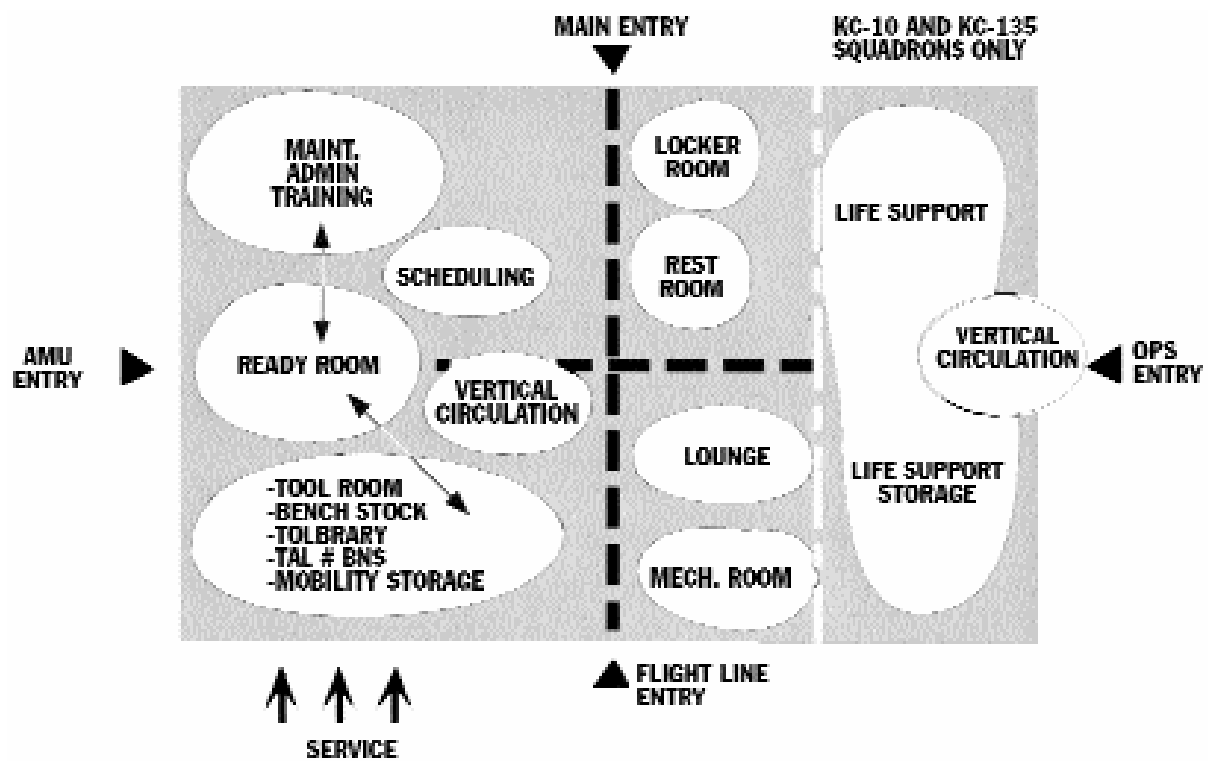 MAIN ENTRY
KC-10 AND KC-135
SQUADRONS ONLY
MAINT.
ADMIN
TRAINING
LOCKER
ROOM
LIFE SUPPORT
SCHEDULING
REST
ROOM
AMU
ENTRY
READY ROOM
VERTICAL
CIRCULATION
VERTICAL
CIRCULATION
OPS
ENTRY
LOUNGE
LIFE SUPPORT
STORAGE
-TOOL ROOM
-BENCH STOCK
-TOLBRARY
-TAL # BNS
-MOBILITY STORAGE
MECH. ROOM
FLIGHT LINE
ENTRY
SERVICE